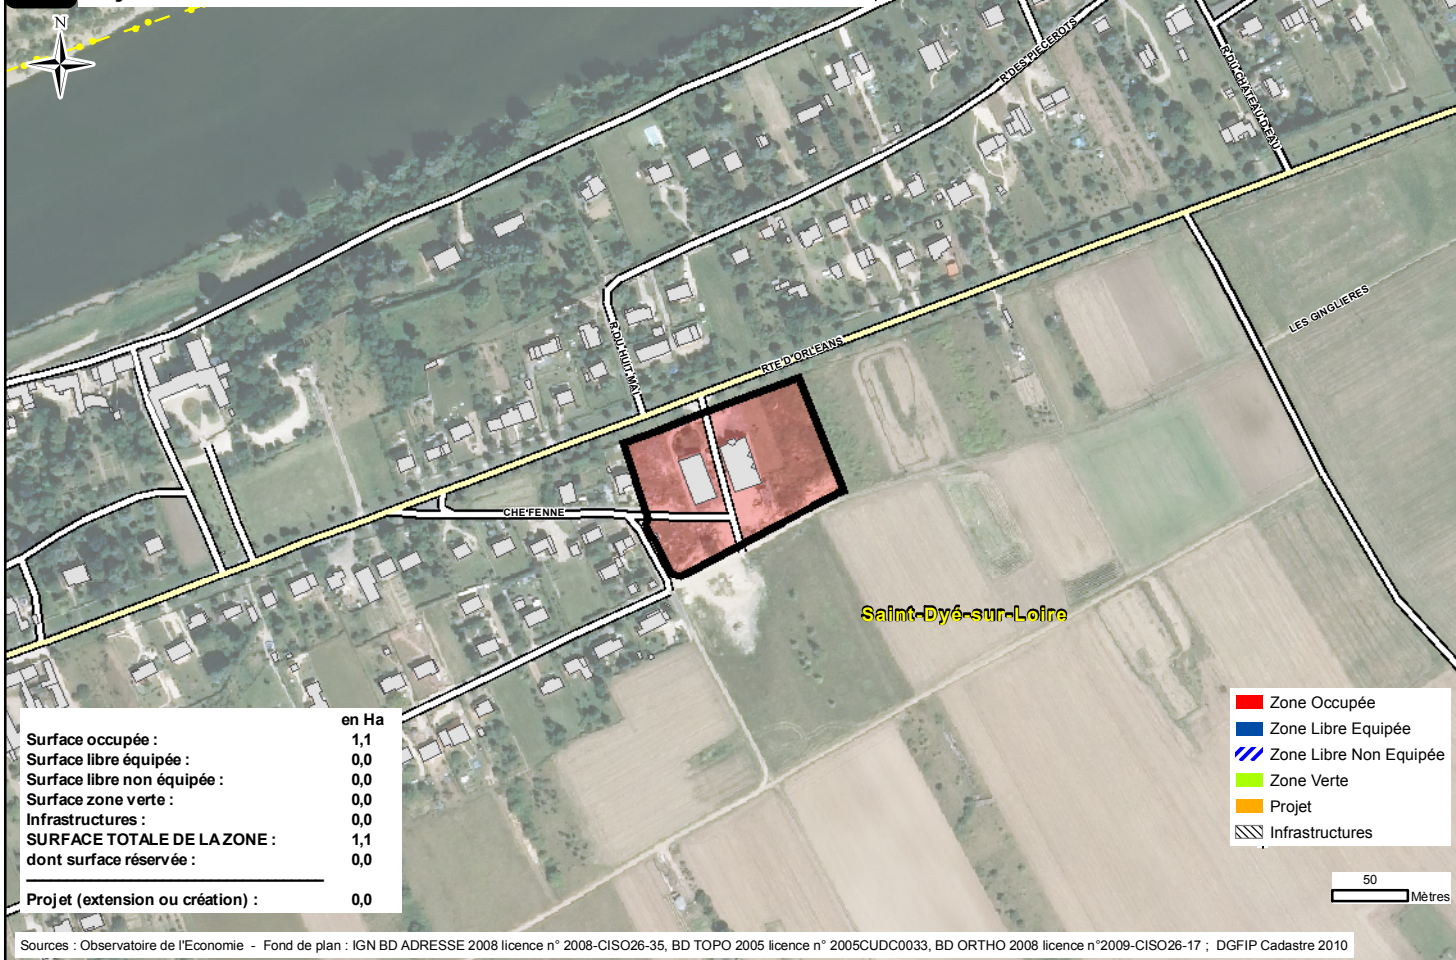 N
R DES PIECEROTS
R DU CHATEAU D'EAU
LES GINGLIERES
RTE D'ORLEANS
R DU HUIT MAI
CHE FENNE
Saint-Dyé-sur-Loire
en Ha
Surface occupée : 1,1
Surface libre équipée : 0,0
Surface libre non équipée : 0,0
Surface zone verte : 0,0
Infrastructures : 0,0
SURFACE TOTALE DE LA ZONE : 1,1
dont surface réservée : 0,0
Projet (extension ou création) : 0,0
Zone Occupée
Zone Libre Equipée
Zone Libre Non Equipée
Zone Verte
Projet
Infrastructures
50
Mètres
Sources : Observatoire de l'Economie - Fond de plan : IGN BD ADRESSE 2008 licence n° 2008-CISO26-35, BD TOPO 2005 licence n° 2005CUDC0033, BD ORTHO 2008 licence n°2009-CISO26-17 ; DGFIP Cadastre 2010